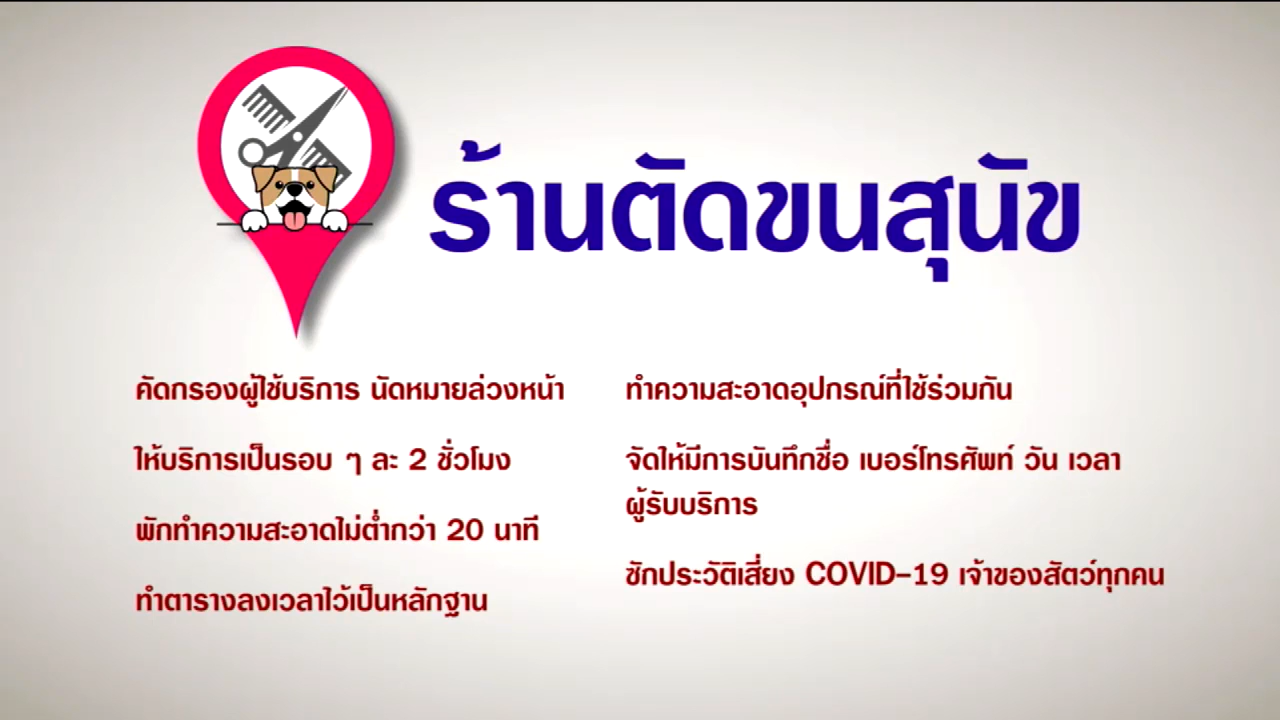 ร้านตัดขนสุนัข
คัดกรองผู้ใช้บริการ นัดหมายล่วงหน้า
ให้บริการเป็นรอบ ๆ ละ 2 ชั่วโมง
พักทำความสะอาดไม่ต่ำกว่า 20 นาที
ทำตารางลงเวลาไว้เป็นหลักฐาน
ทำความสะอาดอุปกรณ์ที่ใช้ร่วมกัน
จัดให้มีการบันทึกชื่อ เบอร์โทรศัพท์ วัน เวลา
ผู้รับบริการ
ซักประวัติเสี่ยง COVID-19 เจ้าของสัตว์ทุกคน